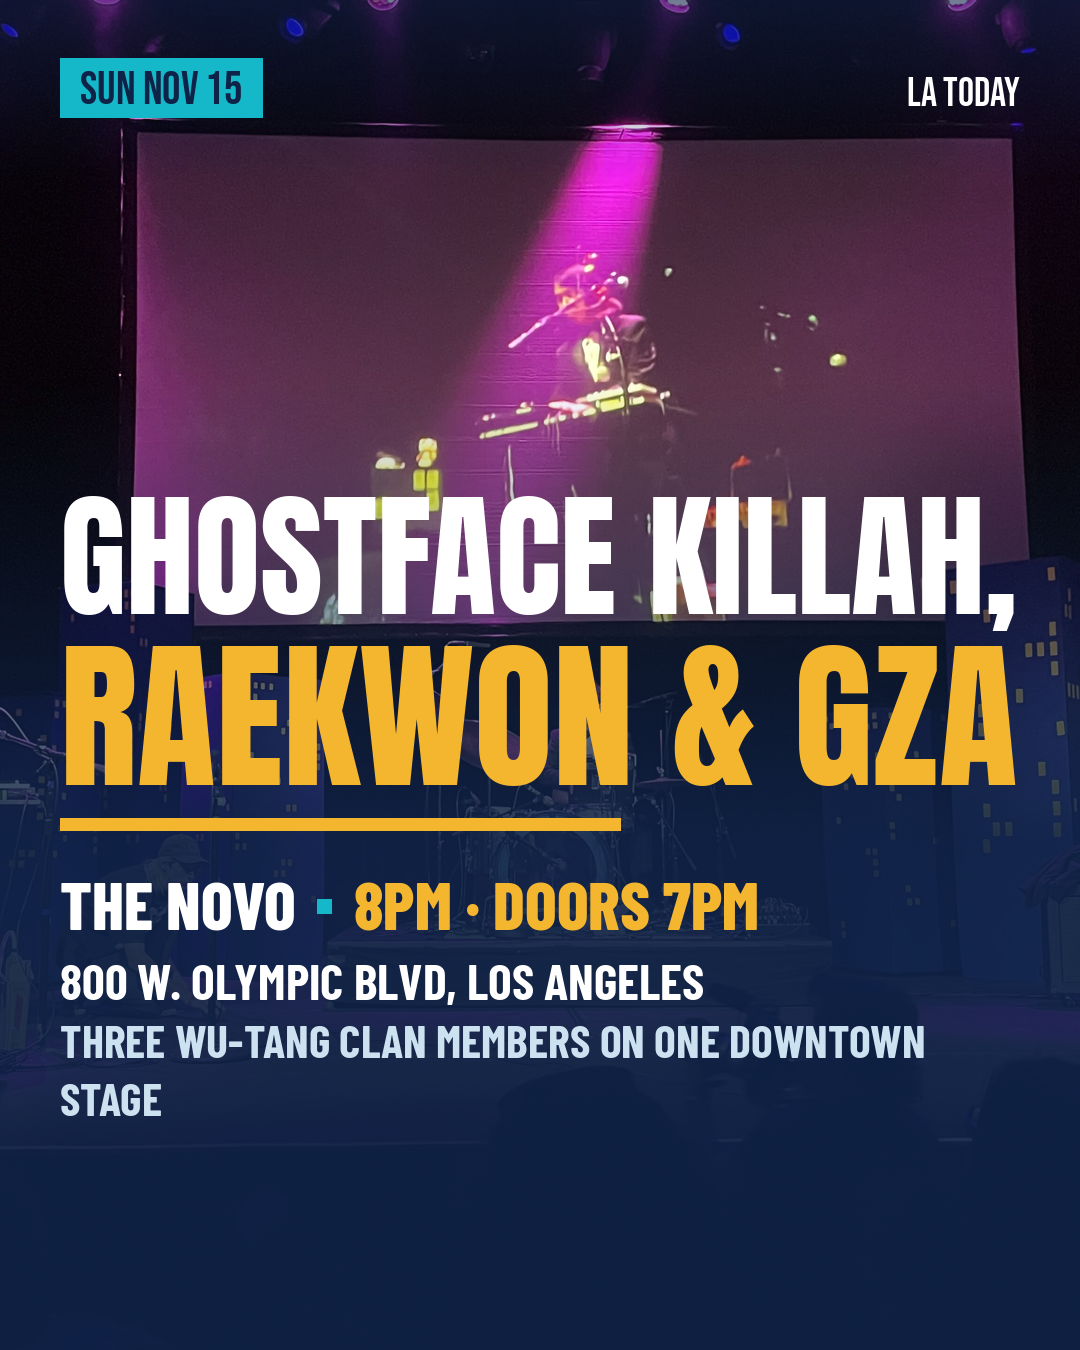 SUN NOV 15
LA TODAY
GHOSTFACE KILLAH,
RAEKWON & GZA
THE NOVO ▪ 8PM · DOORS 7PM
800 W. OLYMPIC BLVD, LOS ANGELES
THREE WU-TANG CLAN MEMBERS ON ONE DOWNTOWN
STAGE